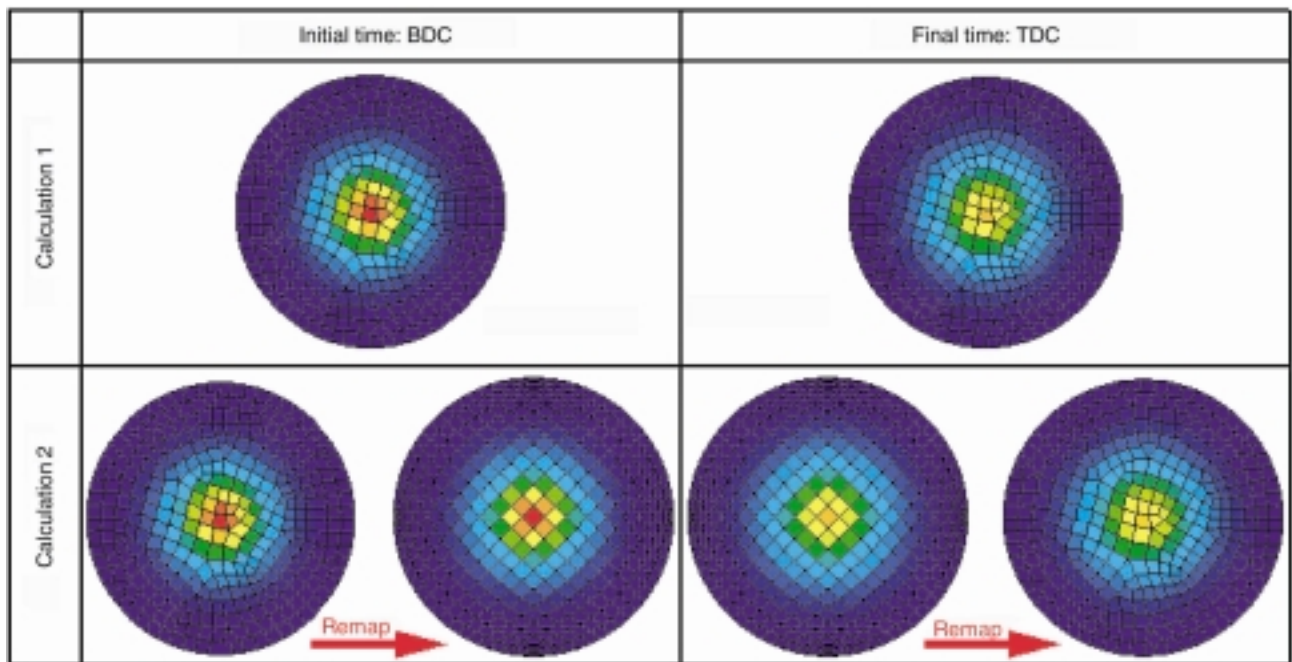 Initial time: BDC
Final time: TDC
Calculation 1
Calculation 2
Remap
Remap